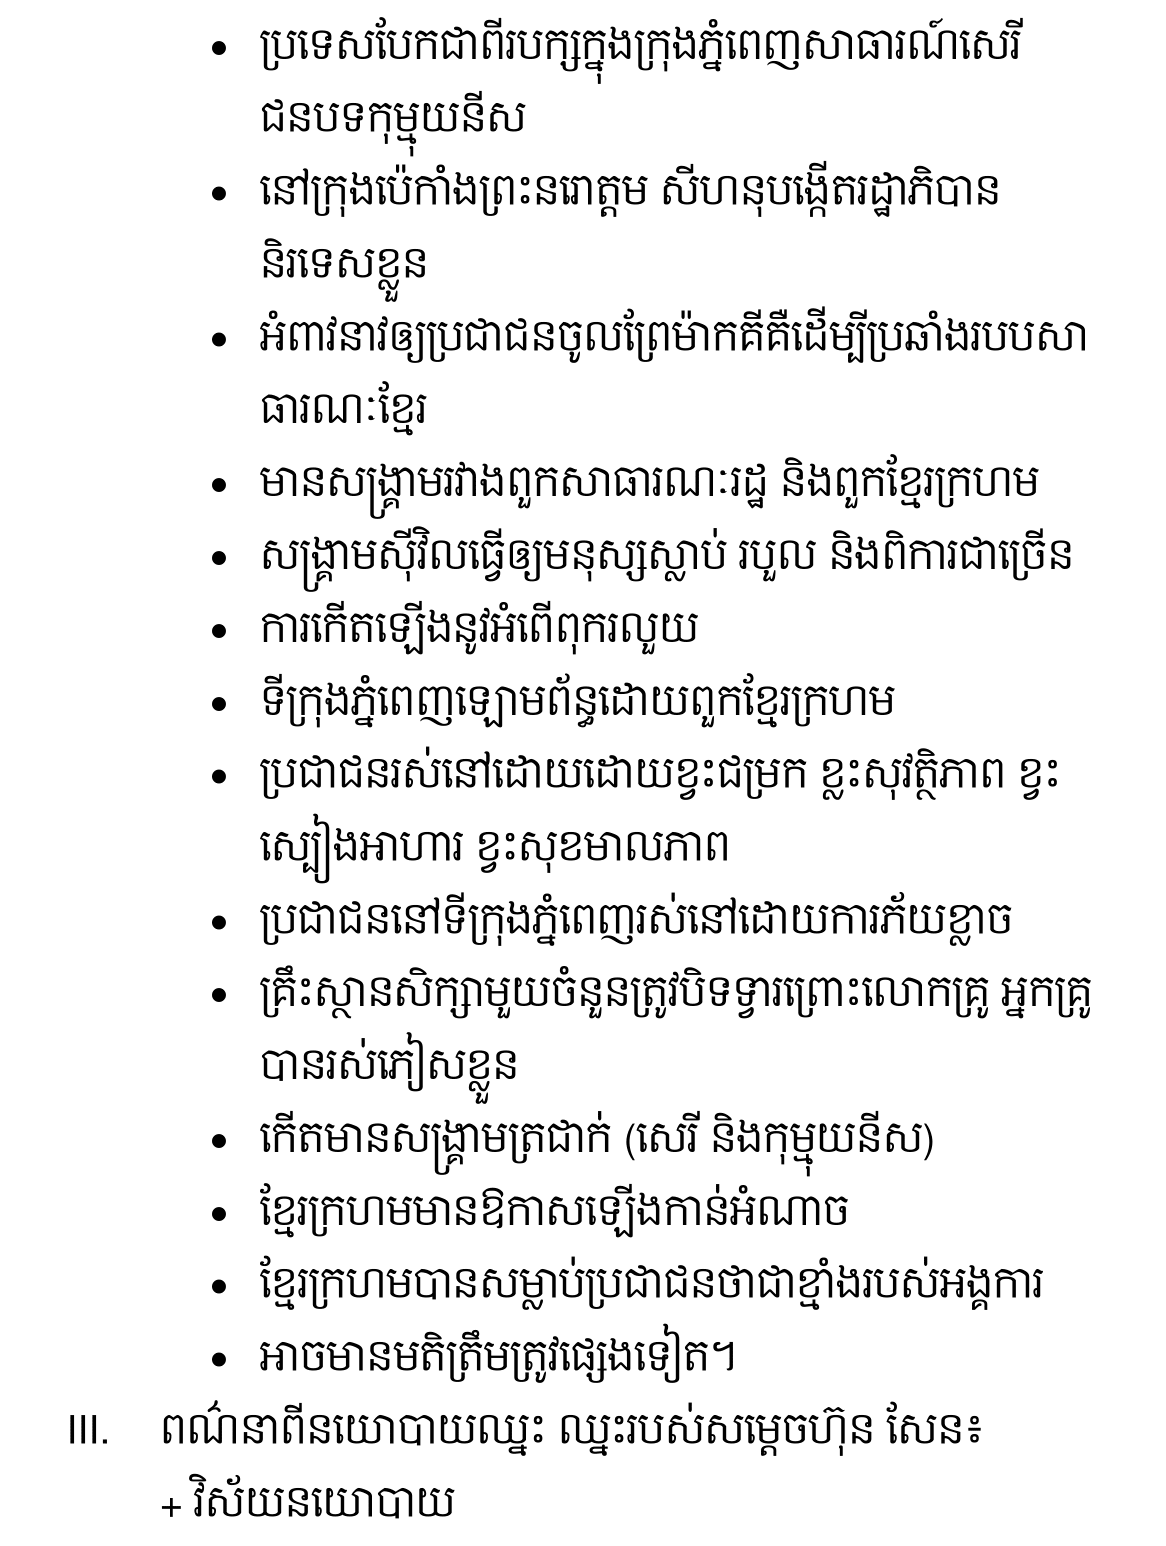 • ប្រទេសបែកជាពីរបក្សក្នុងក្រុងភ្នំពេញសាធារណ៍សេរី
ជនបទកុម្មុយនីស
• នៅក្រុងប៉េកាំងព្រះនរោត្តម សីហនុបង្កើតរដ្ឋាភិបាន
និរទេសខ្លួន
• អំពាវនាវឲ្យប្រជាជនចូលព្រៃម៉ាកគីគឺដើម្បីប្រឆាំងរបបសា
ធារណៈខ្មែរ
• មានសង្គ្រាមរវាងពួកសាធារណៈរដ្ឋ និងពួកខ្មែរក្រហម
• សង្គ្រាមស៊ីវិលធ្វើឲ្យមនុស្សស្លាប់ របួល និងពិការជាច្រើន
• ការកើតឡើងនូវអំពើពុករលួយ
• ទីក្រុងភ្នំពេញឡោមព័ន្ធដោយពួកខ្មែរក្រហម
• ប្រជាជនរស់នៅដោយដោយខ្វះជម្រក ខ្លះសុវត្ថិភាព ខ្វះ
ស្បៀងអាហារ ខ្វះសុខមាលភាព
• ប្រជាជននៅទីក្រុងភ្នំពេញរស់នៅដោយការភ័យខ្លាច
• គ្រឹះស្ថានសិក្សាមួយចំនួនត្រូវបិទទ្វារព្រោះលោកគ្រូ អ្នកគ្រូ
បានរស់ភៀសខ្លួន
• កើតមានសង្គ្រាមត្រជាក់ (សេរី និងកុម្មុយនីស)
• ខ្មែរក្រហមមានឱកាសឡើងកាន់អំណាច
• ខ្មែរក្រហមបានសម្លាប់ប្រជាជនថាជាខ្មាំងរបស់អង្គការ
• អាចមានមតិត្រឹមត្រូវផ្សេងទៀត។
III. ពណ៌នាពីនយោបាយឈ្នះ ឈ្នះរបស់សម្តេចហ៊ុន សែន៖
+ វិស័យនយោបាយ